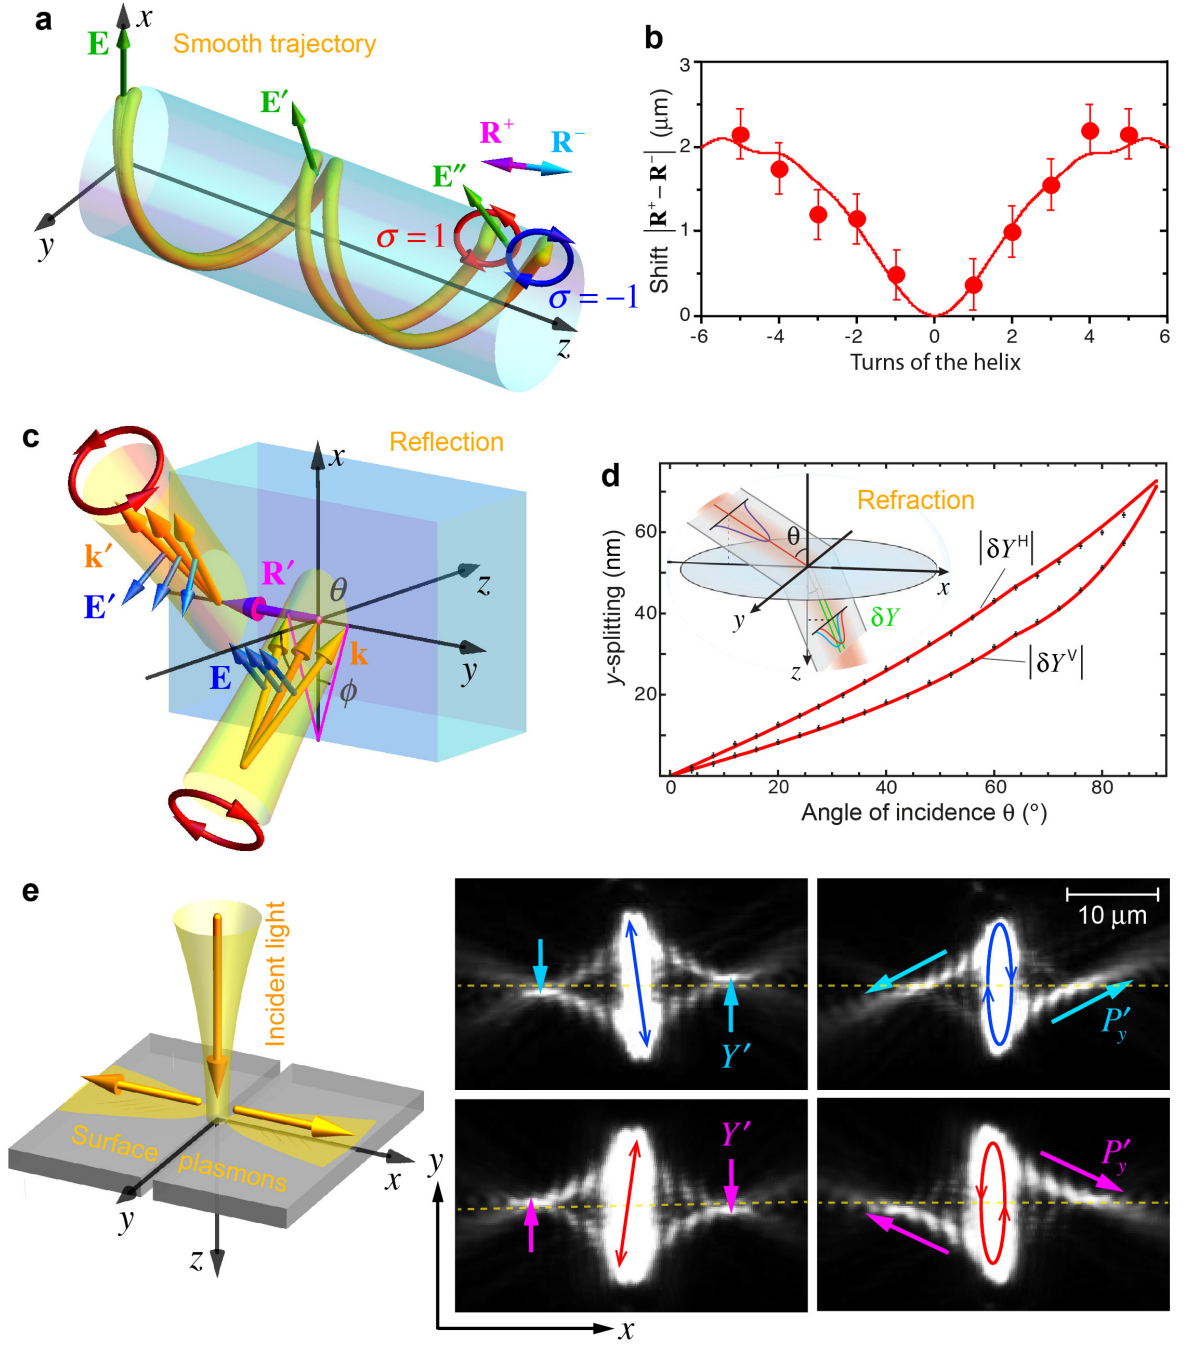 a
x
E
Smooth trajectory
E′
R⁺
R⁻
E″
σ = 1
σ = −1
y
z
b
Shift |R⁺ − R⁻| (μm)
3
2
1
0
-6
-4
-2
0
2
4
6
Turns of the helix
c
Reflection
x
k′
E′
R′
θ
z
k
y
E
ϕ
d
Refraction
y-splitting (nm)
60
40
20
0
20
40
60
80
Angle of incidence θ (°)
θ
x
y
z
δY
|δYᴴ|
|δYⱽ|
e
Incident light
Surface plasmons
x
y
z
Y′
10 μm
P′y
Y′
P′y
y
x